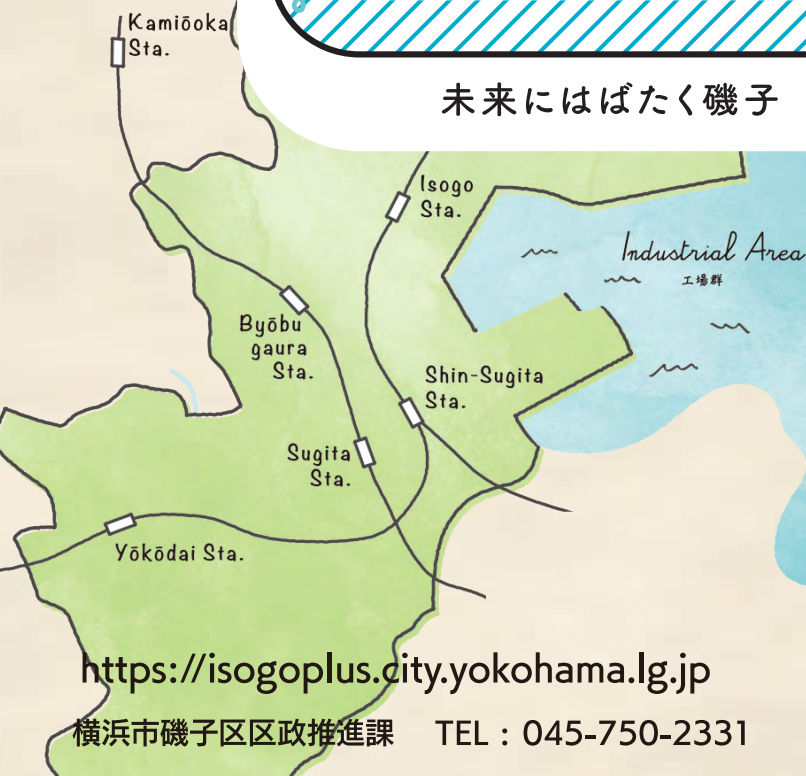 Kamiōoka
Sta.
未来にはばたく磯子
Isogo
Sta.
Industrial Area
工場群
Byōbu
gaura
Sta.
Shin-Sugita
Sta.
Sugita
Sta.
Yōkōdai Sta.
https://isogoplus.city.yokohama.lg.jp
横浜市磯子区区政推進課 TEL : 045-750-2331